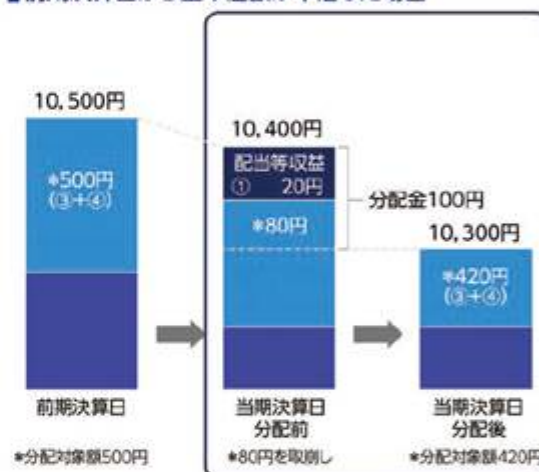 10,500円
*500円
(③+④)
前期決算日
*分配対象額500円
10,400円
配当等収益
① 20円
*80円
分配金100円
当期決算日
分配前
*80円を取崩し
10,300円
*420円
(③+④)
当期決算日
分配後
*分配対象額420円